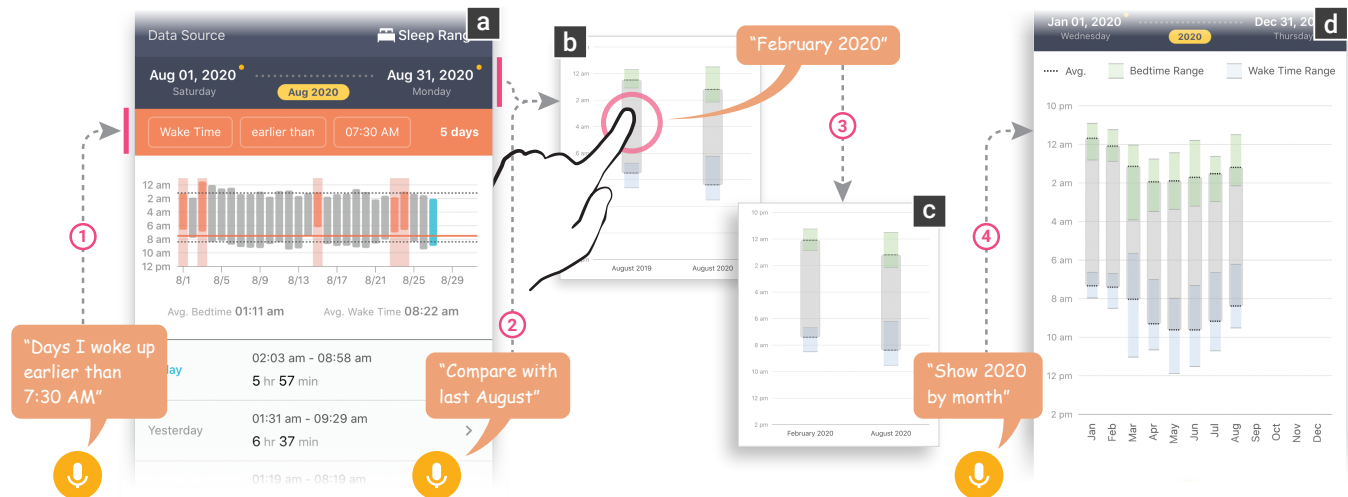 a
Data Source
Sleep Rang
Aug 01, 2020
Saturday
Aug 2020
Aug 31, 2020
Monday
Wake Time
earlier than
07:30 AM
5 days
12 am
2 am
4 am
6 am
8 am
10 am
12 pm
8/1
8/5
8/9
8/13
8/17
8/21
8/25
8/29
Avg. Bedtime 01:11 am
Avg. Wake Time 08:22 am
02:03 am - 08:58 am
5 hr 57 min
Yesterday
01:31 am - 09:29 am
6 hr 37 min
01:19 am - 08:19 am
1
"Days I woke up
earlier than
7:30 AM"
2
"Compare with
last August"
b
12 am
2 am
4 am
August 2019
August 2020
"February 2020"
3
c
10 pm
12 am
2 am
4 am
6 am
8 am
10 am
12 pm
2 pm
February 2020
August 2020
4
"Show 2020
by month"
d
Jan 01, 2020
Wednesday
2020
Dec 31, 20
Thursday
Avg.
Bedtime Range
Wake Time Range
10 pm
12 am
2 am
4 am
6 am
8 am
12 pm
2 pm
Jan
Feb
Mar
Apr
May
Jun
Jul
Aug
Sep
Oct
Nov
Dec